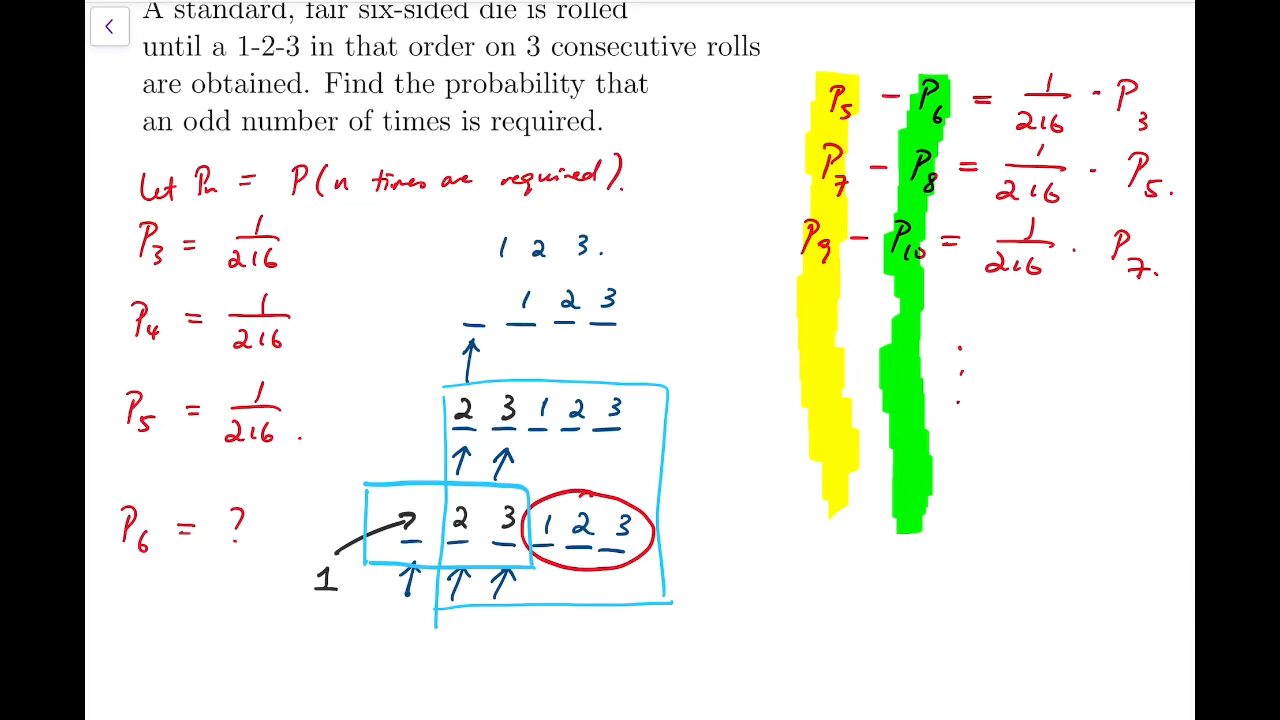 A standard, fair six-sided die is rolled
until a 1-2-3 in that order on 3 consecutive rolls
are obtained. Find the probability that
an odd number of times is required.
Let Pn = P(n times are required).
P3 = 1/216
1 2 3.
P4 = 1/216
1 2 3
P5 = 1/216.
2 3 1 2 3
P6 = ?
? 2 3 1 2 3
1
P5 - P6 = 1/216 · P3
P7 - P8 = 1/216 · P5.
P9 - P10 = 1/216 · P7.
⋮